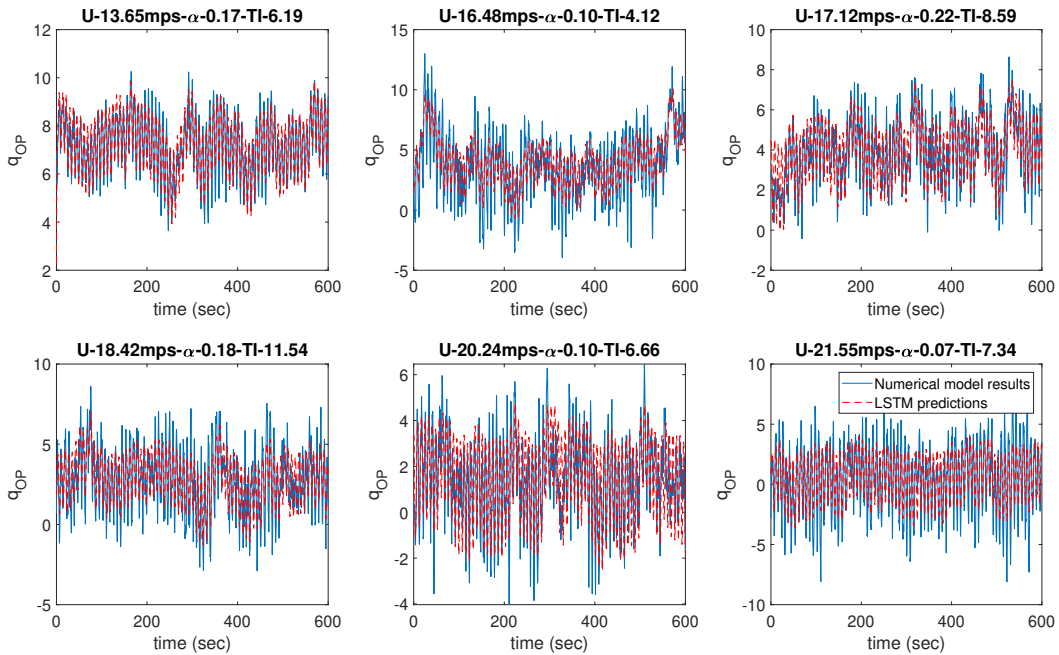 U-13.65mps-α-0.17-TI-6.19
12
10
8
6
4
2
q_OP
0 200 400 600
time (sec)
U-16.48mps-α-0.10-TI-4.12
15
10
5
0
-5
q_OP
0 200 400 600
time (sec)
U-17.12mps-α-0.22-TI-8.59
10
8
6
4
2
0
-2
q_OP
0 200 400 600
time (sec)
U-18.42mps-α-0.18-TI-11.54
10
5
0
-5
q_OP
0 200 400 600
time (sec)
U-20.24mps-α-0.10-TI-6.66
6
4
2
0
-2
-4
q_OP
0 200 400 600
time (sec)
U-21.55mps-α-0.07-TI-7.34
Numerical model results
LSTM predictions
10
5
0
-5
-10
q_OP
0 200 400 600
time (sec)